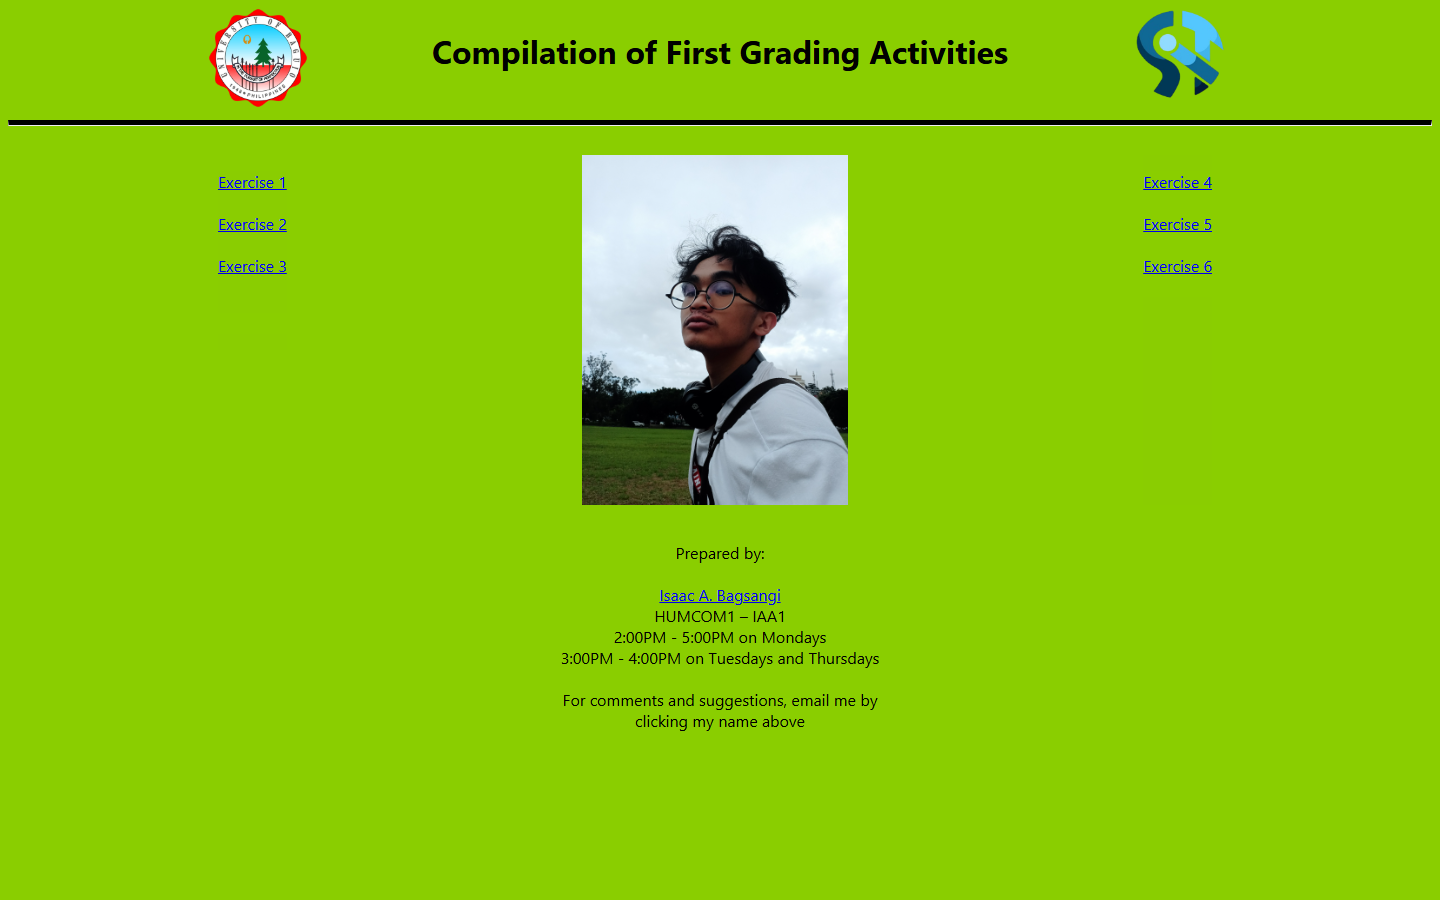 UNIVERSITY OF BAGUIO
1948 ★ PHILIPPINES
Compilation of First Grading Activities
Exercise 1
Exercise 2
Exercise 3
Exercise 4
Exercise 5
Exercise 6
Prepared by:
Isaac A. Bagsangi
HUMCOM1 – IAA1
2:00PM - 5:00PM on Mondays
3:00PM - 4:00PM on Tuesdays and Thursdays
For comments and suggestions, email me by
clicking my name above